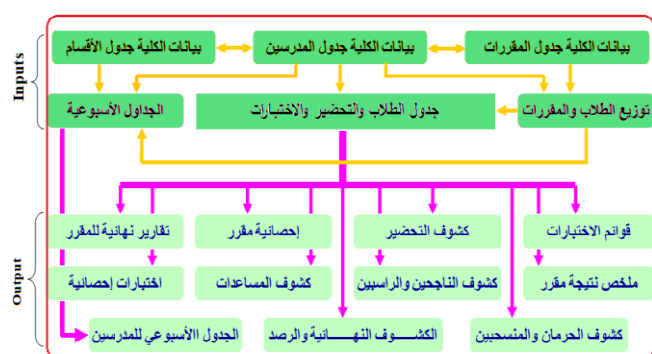 Inputs
بيانات الكلية جدول المقررات
بيانات الكلية جدول المدرسين
بيانات الكلية جدول الأقسام
توزيع الطلاب والمقررات
جدول الطلاب والتحضير والاختبارات
الجداول الأسبوعية
Output
قوائم الاختبارات
كشوف التحضير
إحصائية مقرر
تقارير نهائية للمقرر
ملخص نتيجة مقرر
كشوف الناجحين والراسبين
كشوف المساعدات
اختبارات إحصائية
كشوف الحرمان والمنسحبين
الكشـــوف النهـــائية والرصد
الجدول الأسبوعي للمدرسين